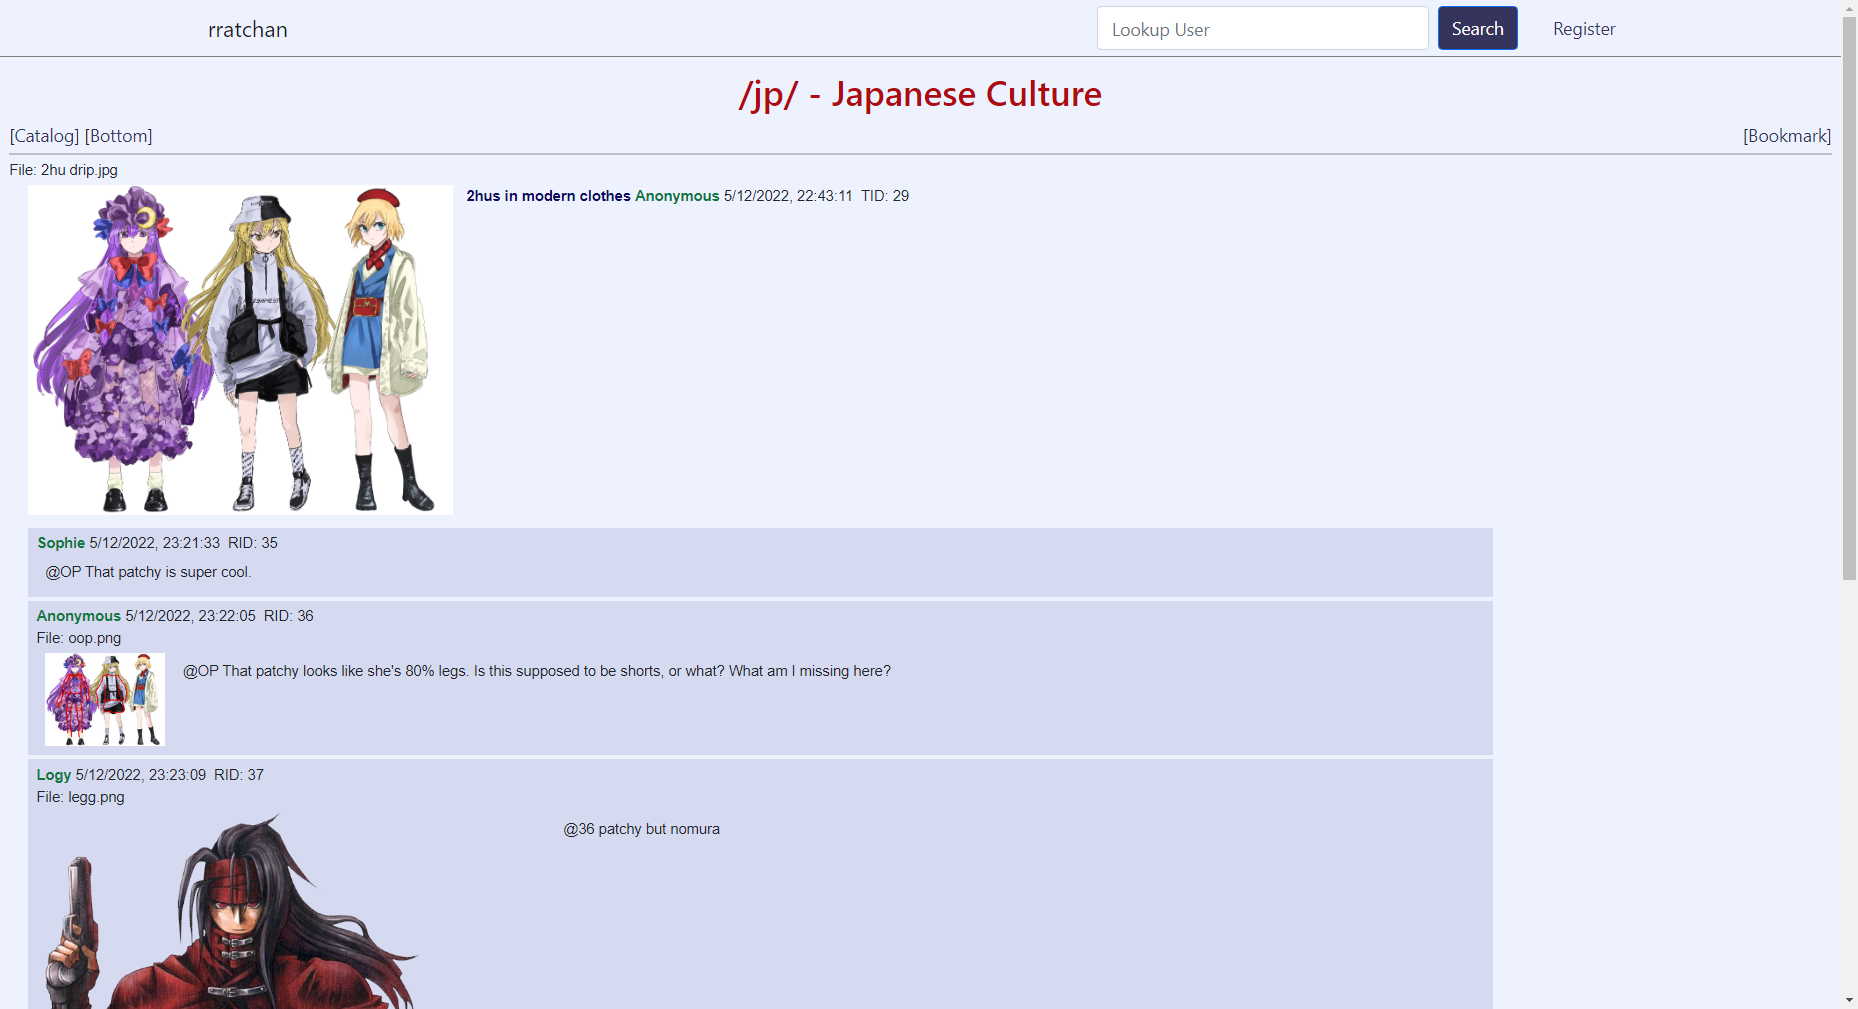 rratchan
Lookup User
Search
Register
/jp/ - Japanese Culture
[Catalog] [Bottom]
[Bookmark]
File: 2hu drip.jpg
2hus in modern clothes Anonymous 5/12/2022, 22:43:11 TID: 29
Sophie 5/12/2022, 23:21:33 RID: 35
@OP That patchy is super cool.
Anonymous 5/12/2022, 23:22:05 RID: 36
File: oop.png
@OP That patchy looks like she's 80% legs. Is this supposed to be shorts, or what? What am I missing here?
Logy 5/12/2022, 23:23:09 RID: 37
File: legg.png
@36 patchy but nomura